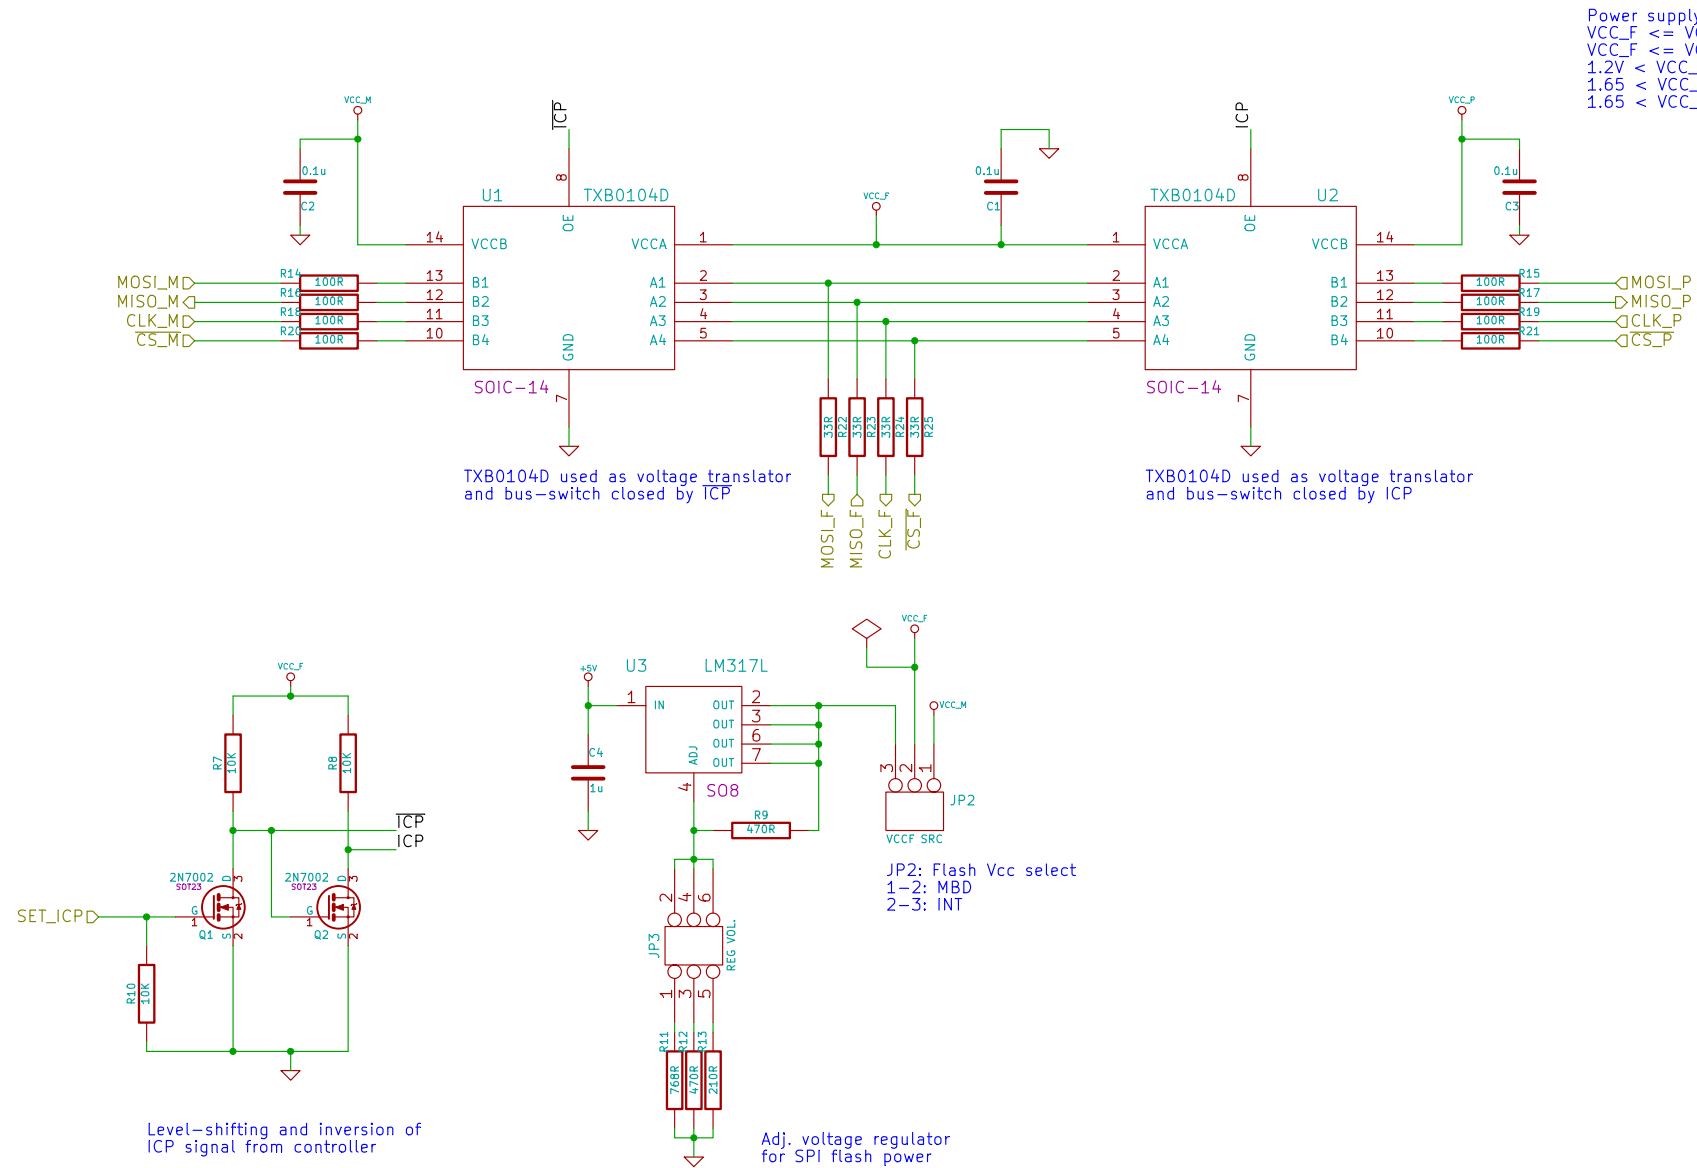 Power supply
VCC_F <= VC
VCC_F <= VC
1.2V < VCC_
1.65 < VCC_
1.65 < VCC_
VCC_M
0.1u
C2
ICP
8
U1
TXB0104D
OE
14
VCCB
VCCA
1
13
B1
A1
2
12
B2
A2
3
11
B3
A3
4
10
B4
A4
5
GND
7
SOIC-14
MOSI_M
R14
100R
MISO_M
R16
100R
CLK_M
R18
100R
CS_M
R20
100R
TXB0104D used as voltage translator
and bus-switch closed by ICP
VCC_F
0.1u
C1
R22
33R
R23
33R
R24
33R
R25
33R
MOSI_F
MISO_F
CLK_F
CS_F
ICP
8
TXB0104D
U2
OE
1
VCCA
VCCB
14
2
A1
B1
13
3
A2
B2
12
4
A3
B3
11
5
A4
B4
10
GND
7
SOIC-14
VCC_P
0.1u
C3
R15
100R
MOSI_P
R17
100R
MISO_P
R19
100R
CLK_P
R21
100R
CS_P
TXB0104D used as voltage translator
and bus-switch closed by ICP
VCC_F
R7
10K
R8
10K
ICP
ICP
2N7002
SOT23
D
3
G
1
S
2
Q1
2N7002
SOT23
D
3
G
1
S
2
Q2
SET_ICP
R10
10K
Level-shifting and inversion of
ICP signal from controller
+5V
C4
1u
U3
LM317L
1
IN
OUT
2
OUT
3
OUT
6
OUT
7
ADJ
4
SO8
R9
470R
VCC_F
VCC_M
3
2
1
JP2
VCCF SRC
JP2: Flash Vcc select
1-2: MBD
2-3: INT
2
4
6
JP3
REG VOL.
1
3
5
R11
768R
R12
470R
R13
210R
Adj. voltage regulator
for SPI flash power